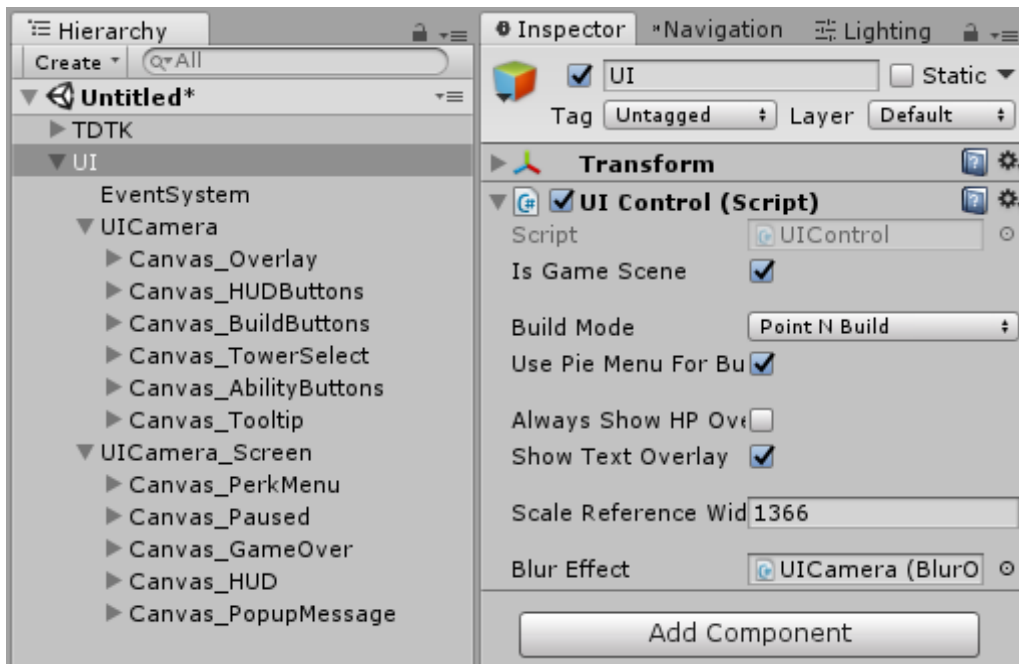 Hierarchy
Create
All
Untitled*
TDTK
UI
EventSystem
UICamera
Canvas_Overlay
Canvas_HUDButtons
Canvas_BuildButtons
Canvas_TowerSelect
Canvas_AbilityButtons
Canvas_Tooltip
UICamera_Screen
Canvas_PerkMenu
Canvas_Paused
Canvas_GameOver
Canvas_HUD
Canvas_PopupMessage
Inspector Navigation Lighting
UI Static
Tag Untagged Layer Default
Transform
UI Control (Script)
Script UIControl
Is Game Scene
Build Mode Point N Build
Use Pie Menu For Bu
Always Show HP Ove
Show Text Overlay
Scale Reference Wid 1366
Blur Effect UICamera (BlurO
Add Component